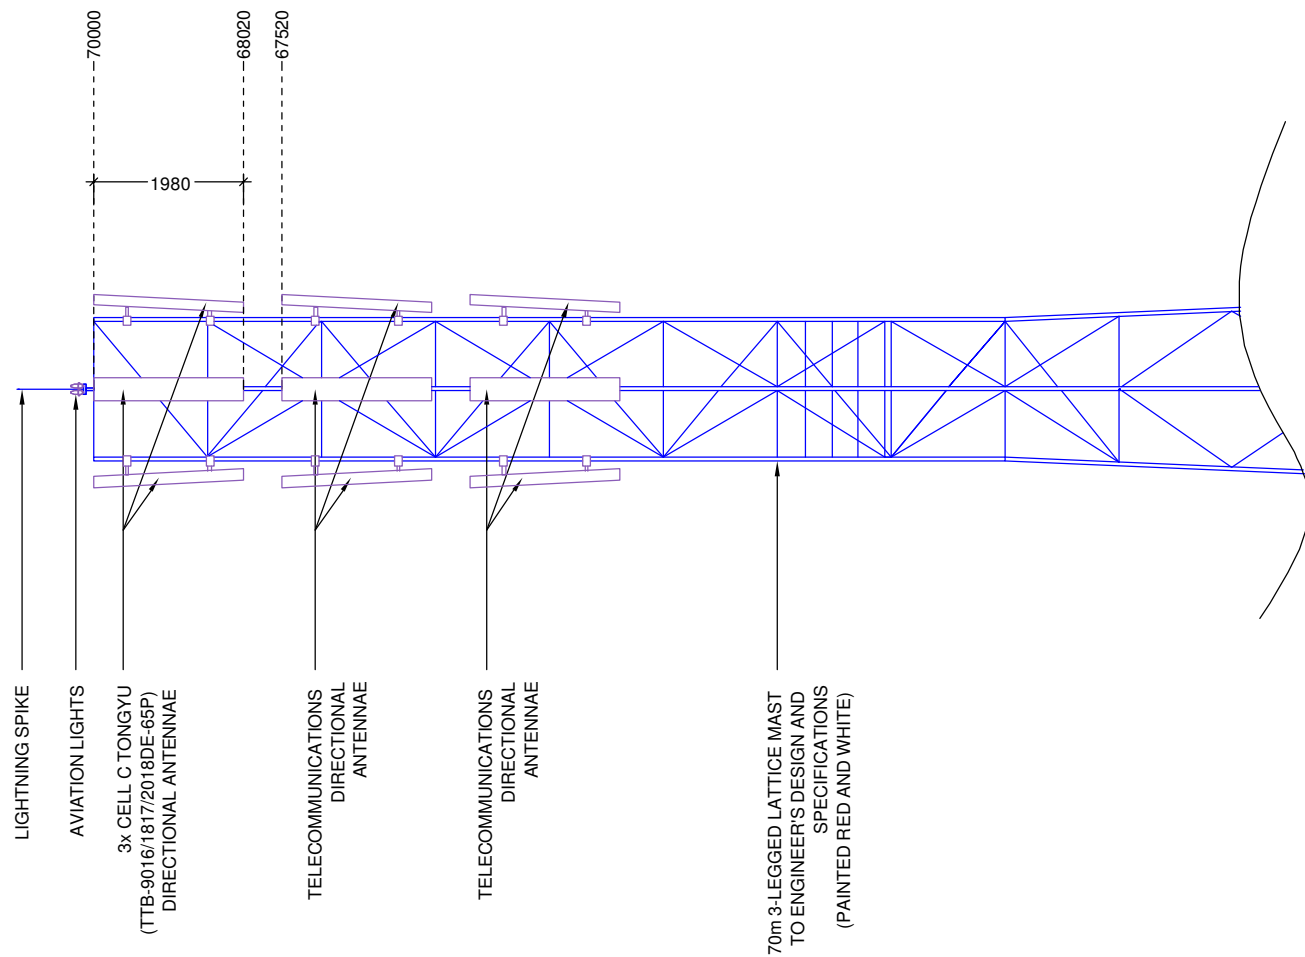 70000
68020
67520
1980
LIGHTNING SPIKE
AVIATION LIGHTS
3x CELL C TONGYU
(TTB-9016/1817/2018DE-65P)
DIRECTIONAL ANTENNAE
TELECOMMUNICATIONS
DIRECTIONAL
ANTENNAE
TELECOMMUNICATIONS
DIRECTIONAL
ANTENNAE
70m 3-LEGGED LATTICE MAST
TO ENGINEER'S DESIGN AND
SPECIFICATIONS
(PAINTED RED AND WHITE)